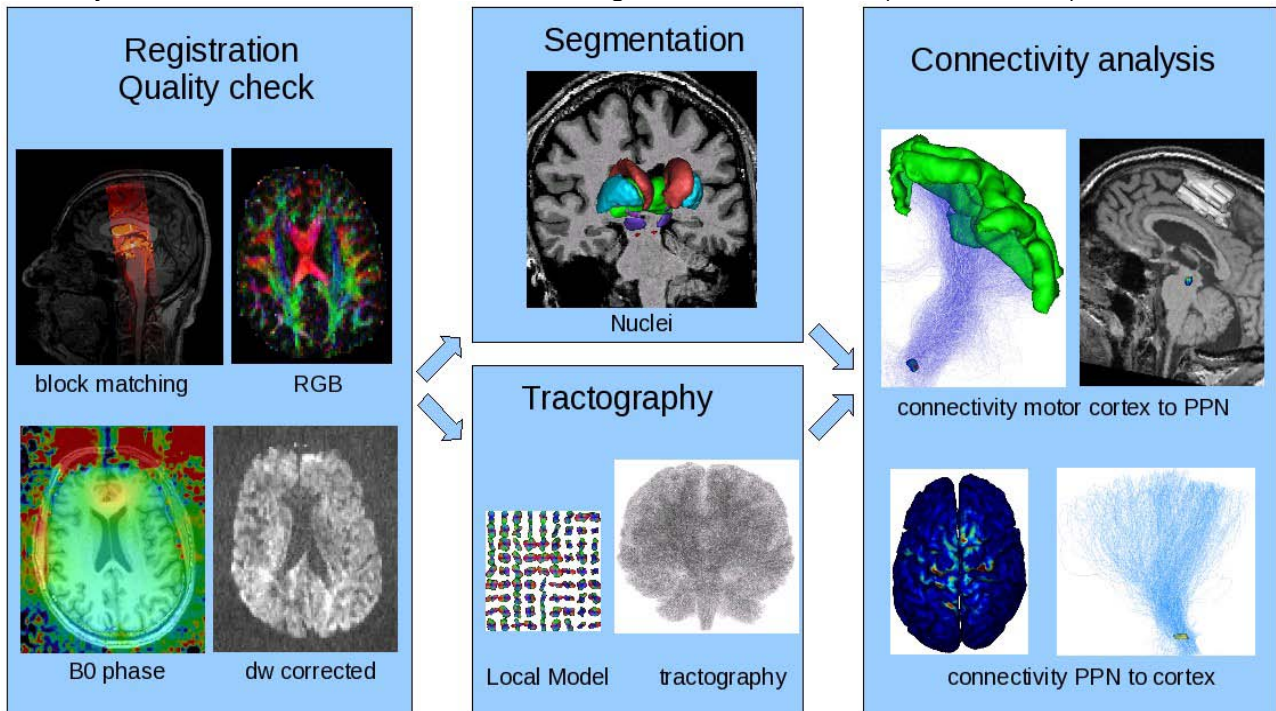 Registration
Quality check
block matching
RGB
B0 phase
dw corrected
Segmentation
Nuclei
Tractography
Local Model
tractography
Connectivity analysis
connectivity motor cortex to PPN
connectivity PPN to cortex